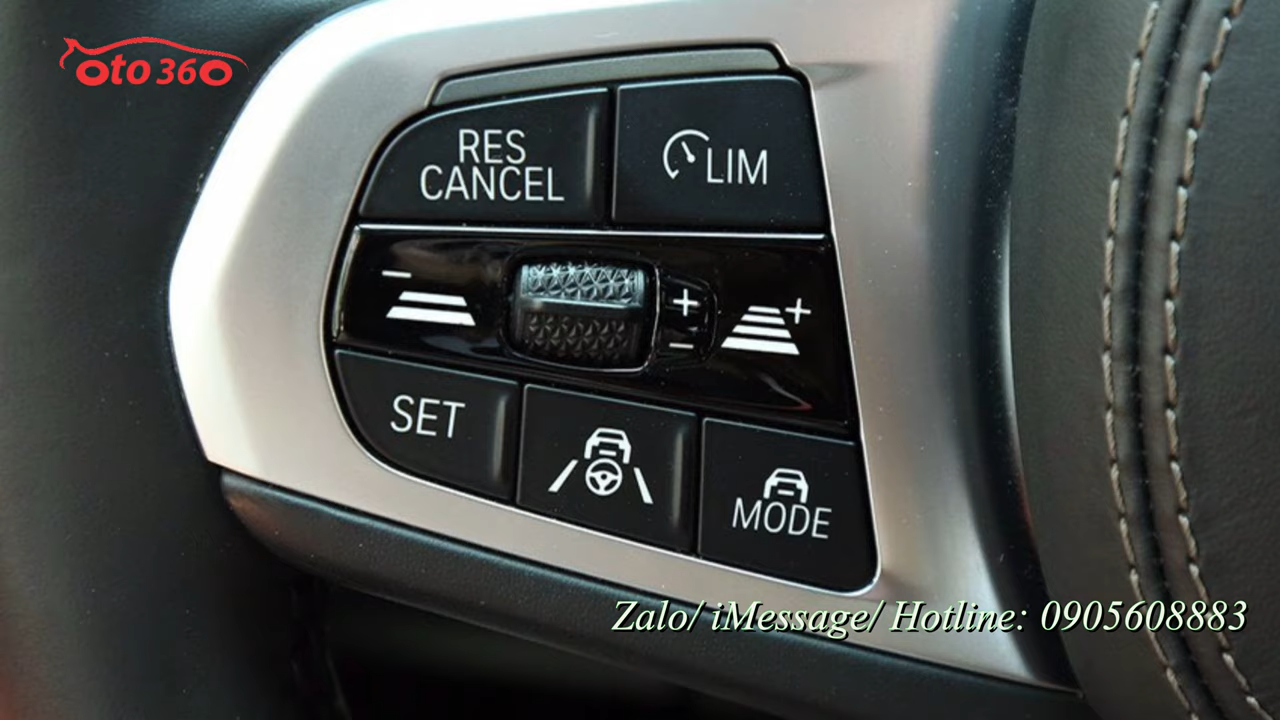 oto360
RES
CANCEL
LIM
−
+
−
+
SET
MODE
Zalo/ iMessage/ Hotline: 0905608883